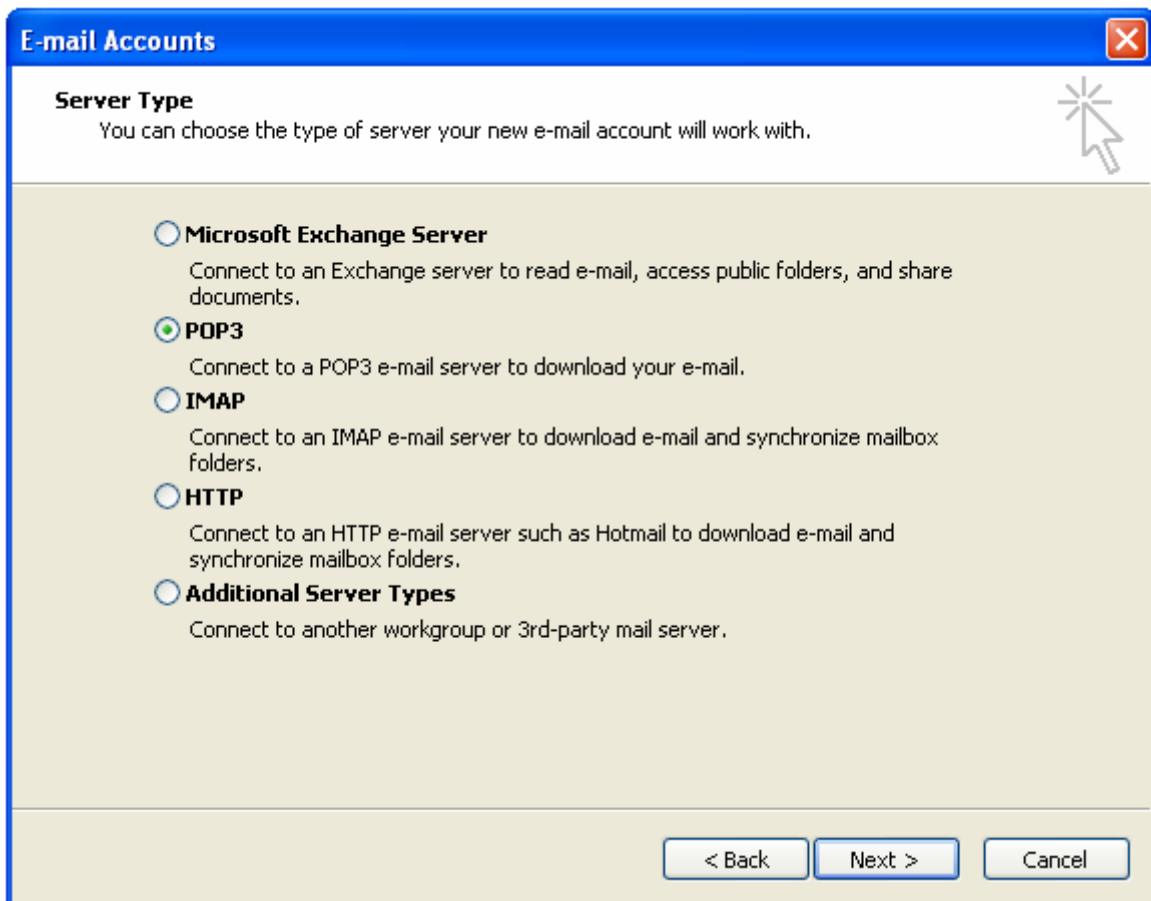 E-mail Accounts
Server Type
You can choose the type of server your new e-mail account will work with.
Microsoft Exchange Server
Connect to an Exchange server to read e-mail, access public folders, and share
documents.
POP3
Connect to a POP3 e-mail server to download your e-mail.
IMAP
Connect to an IMAP e-mail server to download e-mail and synchronize mailbox
folders.
HTTP
Connect to an HTTP e-mail server such as Hotmail to download e-mail and
synchronize mailbox folders.
Additional Server Types
Connect to another workgroup or 3rd-party mail server.
< Back Next > Cancel